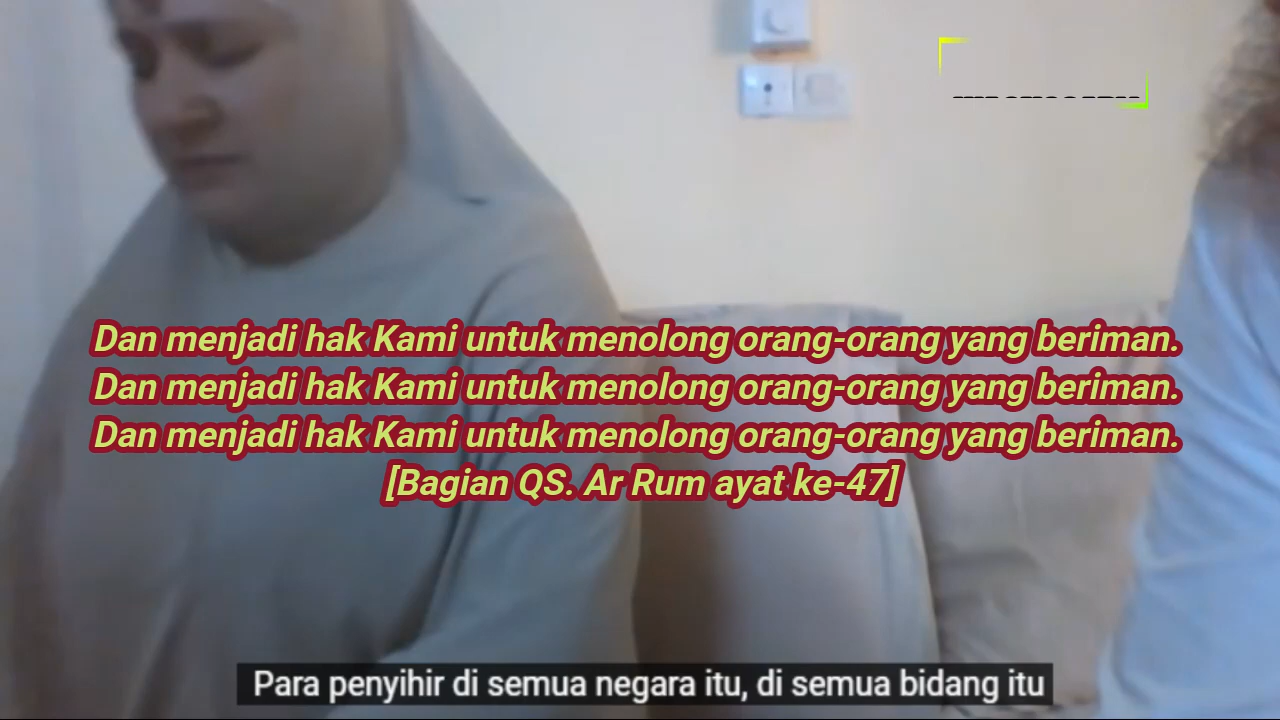 Dan menjadi hak Kami untuk menolong orang-orang yang beriman.
Dan menjadi hak Kami untuk menolong orang-orang yang beriman.
Dan menjadi hak Kami untuk menolong orang-orang yang beriman.
[Bagian QS. Ar Rum ayat ke-47]
Para penyihir di semua negara itu, di semua bidang itu